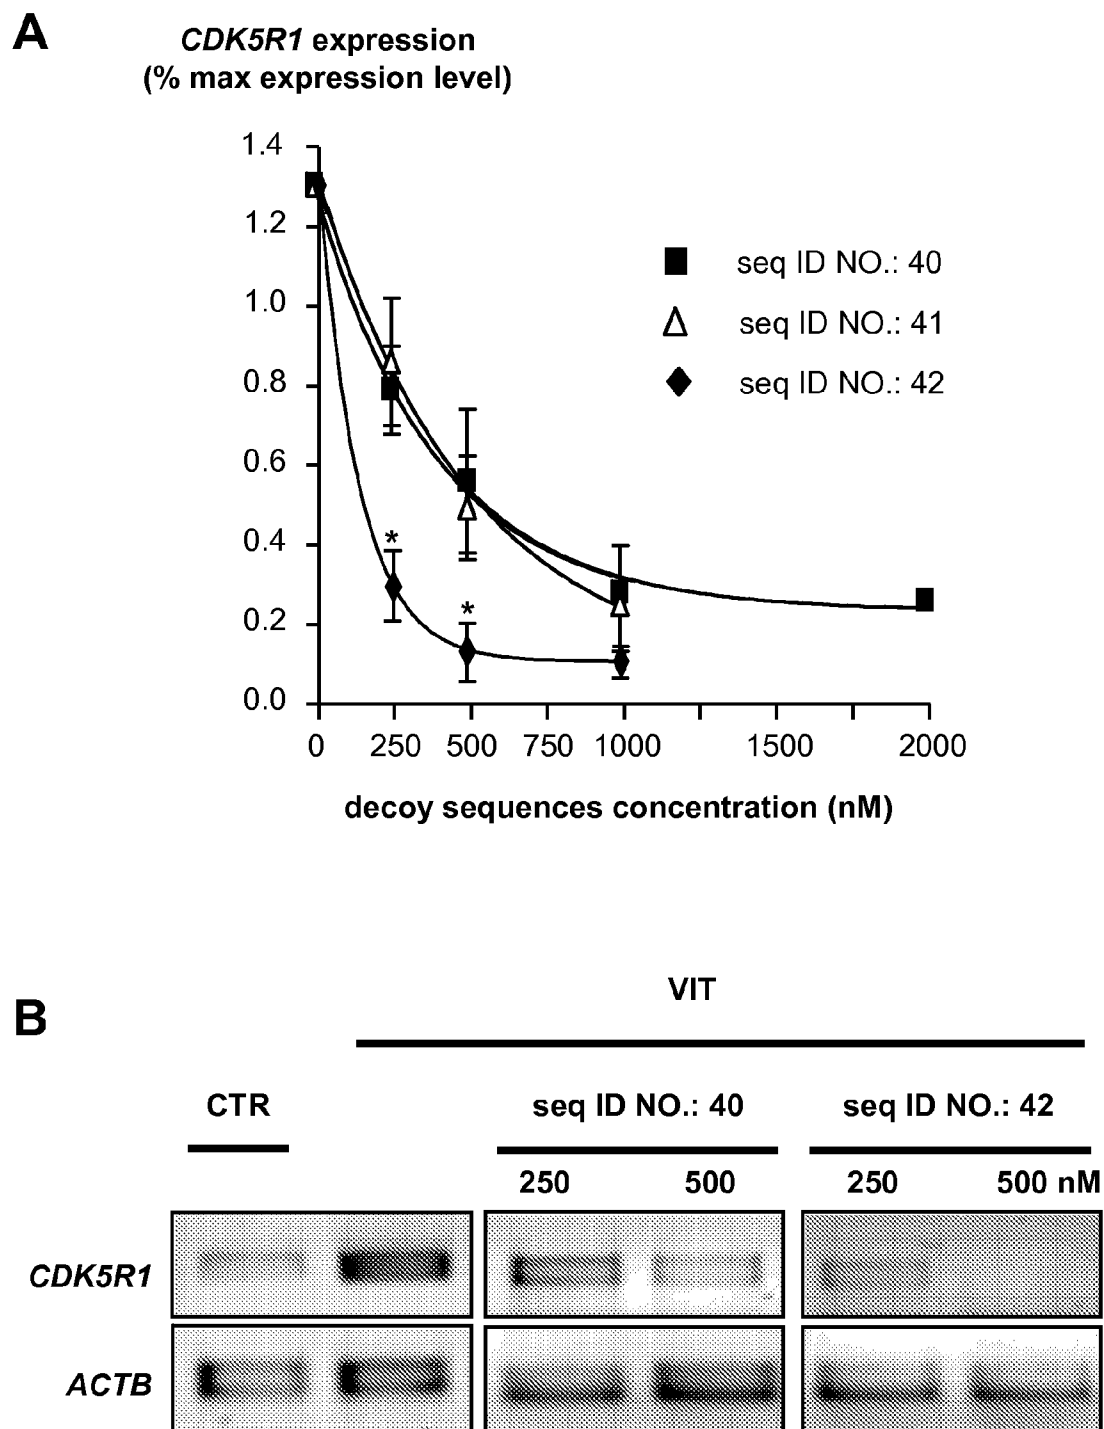 A
CDK5R1 expression
(% max expression level)
1.4
1.2
1.0
0.8
0.6
0.4
0.2
0.0
seq ID NO.: 40
seq ID NO.: 41
seq ID NO.: 42
*
*
0 250 500 750 1000 1500 2000
decoy sequences concentration (nM)
B
VIT
CTR seq ID NO.: 40 seq ID NO.: 42
250 500 250 500 nM
CDK5R1
ACTB